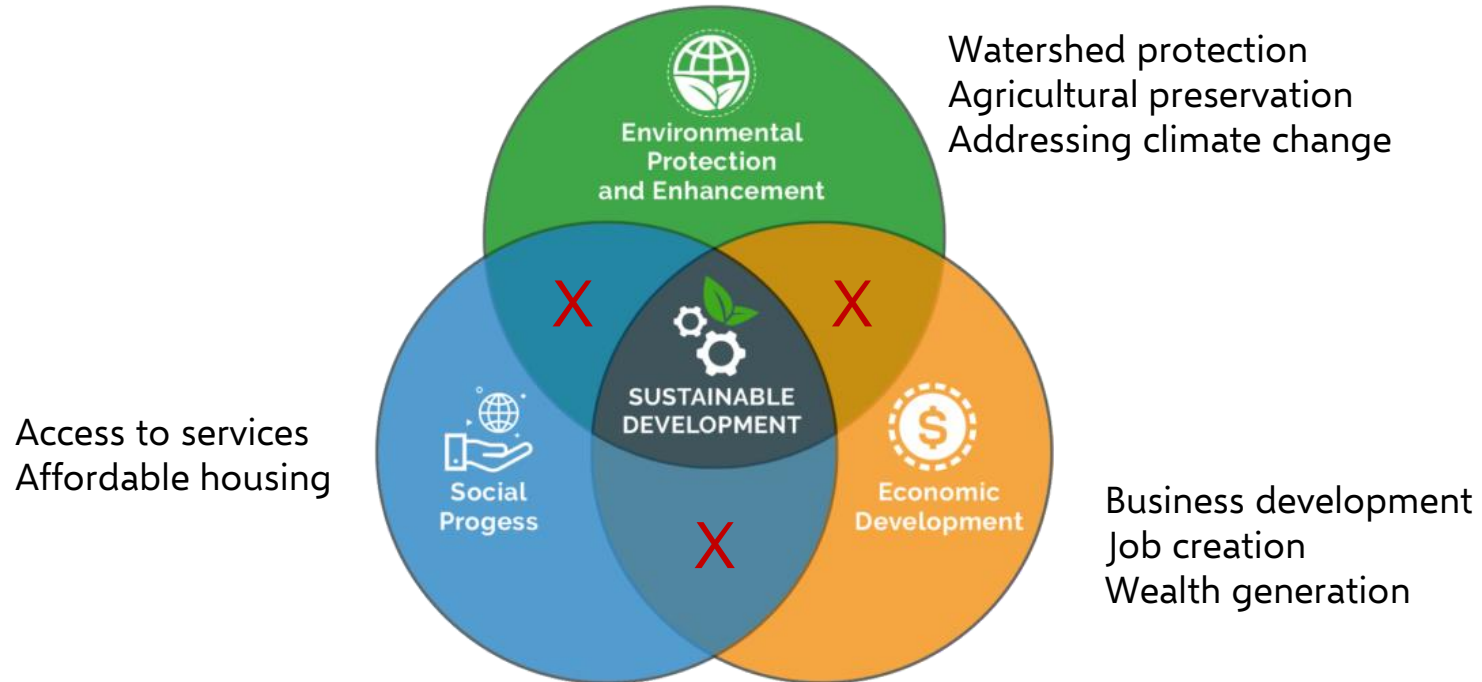 Watershed protection
Agricultural preservation
Addressing climate change
Environmental
Protection
and Enhancement
X
X
SUSTAINABLE
DEVELOPMENT
$
Access to services
Affordable housing
Social
Progess
Economic
Development
X
Business development
Job creation
Wealth generation